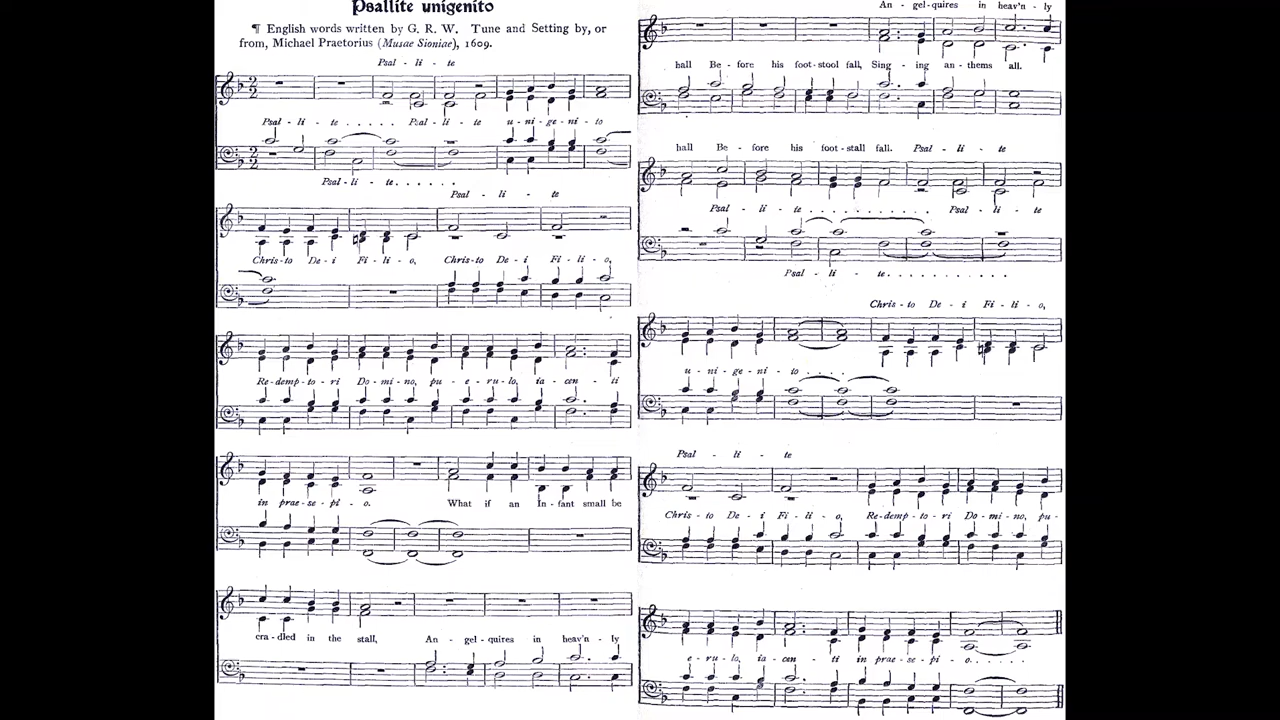 Psallite unigenito
¶ English words written by G. R. W. Tune and Setting by, or
from, Michael Praetorius (Musae Sioniae), 1609.
Psal - li - te
Psal - li - te . . . . . Psal - li - te u - ni - ge - ni - to
Psal - li - te . . . . . .
Psal - li - te
Chris - to De - i Fi - li - o, Chris - to De - i Fi - li - o,
Re - demp - to - ri Do - mi - no, pu - e - ru - lo, ia - cen - ti
in prae - se - pi - o. What if an In - fant small be
cra - dled in the stall, An - gel - quires in heav'n - ly
An - gel - quires in heav'n - ly
hall Be - fore his foot - stool fall, Sing - ing an - thems all.
hall Be - fore his foot - stall fall. Psal - li - te
Psal - li - te . . . . . . . . . . . Psal - li - te
Psal - li - te . . . . . . . . . . .
Chris - to De - i Fi - li - o,
u - ni - ge - ni - to . . . .
Psal - li - te
Chris - to De - i Fi - li - o, Re - demp - to - ri Do - mi - no, pu -
e - ru - lo, ia - cen - ti in prae - se - pi - o. . . . .